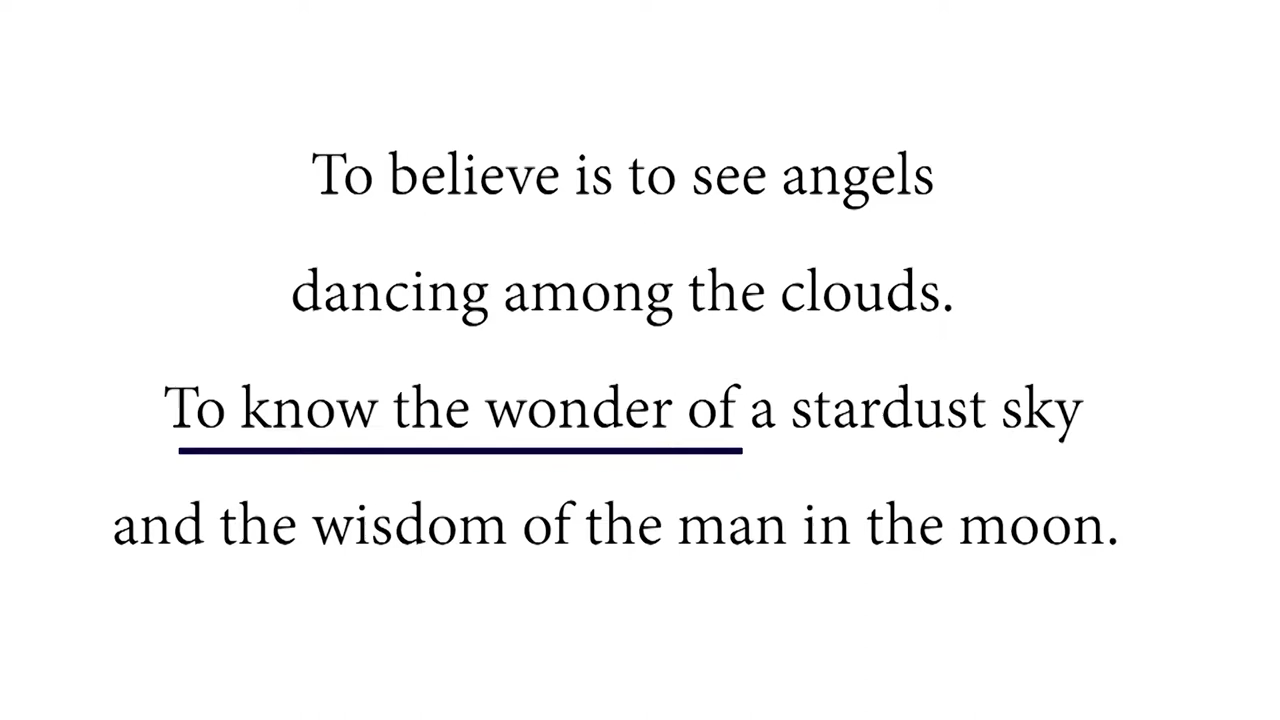 To believe is to see angels
dancing among the clouds.
To know the wonder of a stardust sky
and the wisdom of the man in the moon.